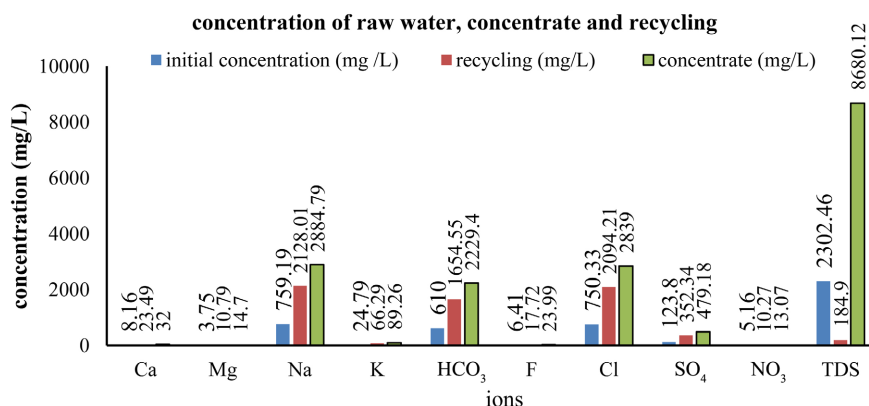 concentration of raw water, concentrate and recycling
initial concentration (mg /L) recycling (mg/L) concentrate (mg/L)
concentration (mg/L)
10000
8000
6000
4000
2000
0
8.16 23.49 32
3.75 10.79 14.7
759.19 2128.01 2884.79
24.79 66.29 89.26
610 1654.55 2229.4
6.41 17.72 23.99
750.33 2094.21 2839
123.8 352.34 479.18
5.16 10.27 13.07
2302.46 184.9 8680.12
Ca Mg Na K HCO₃ F Cl SO₄ NO₃ TDS
ions